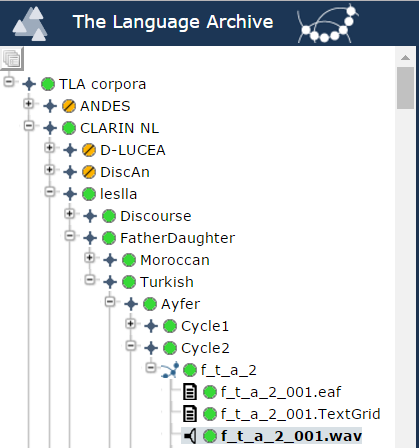 The Language Archive
TLA corpora
ANDES
CLARIN NL
D-LUCEA
DiscAn
leslla
Discourse
FatherDaughter
Moroccan
Turkish
Ayfer
Cycle1
Cycle2
f_t_a_2
f_t_a_2_001.eaf
f_t_a_2_001.TextGrid
f_t_a_2_001.wav